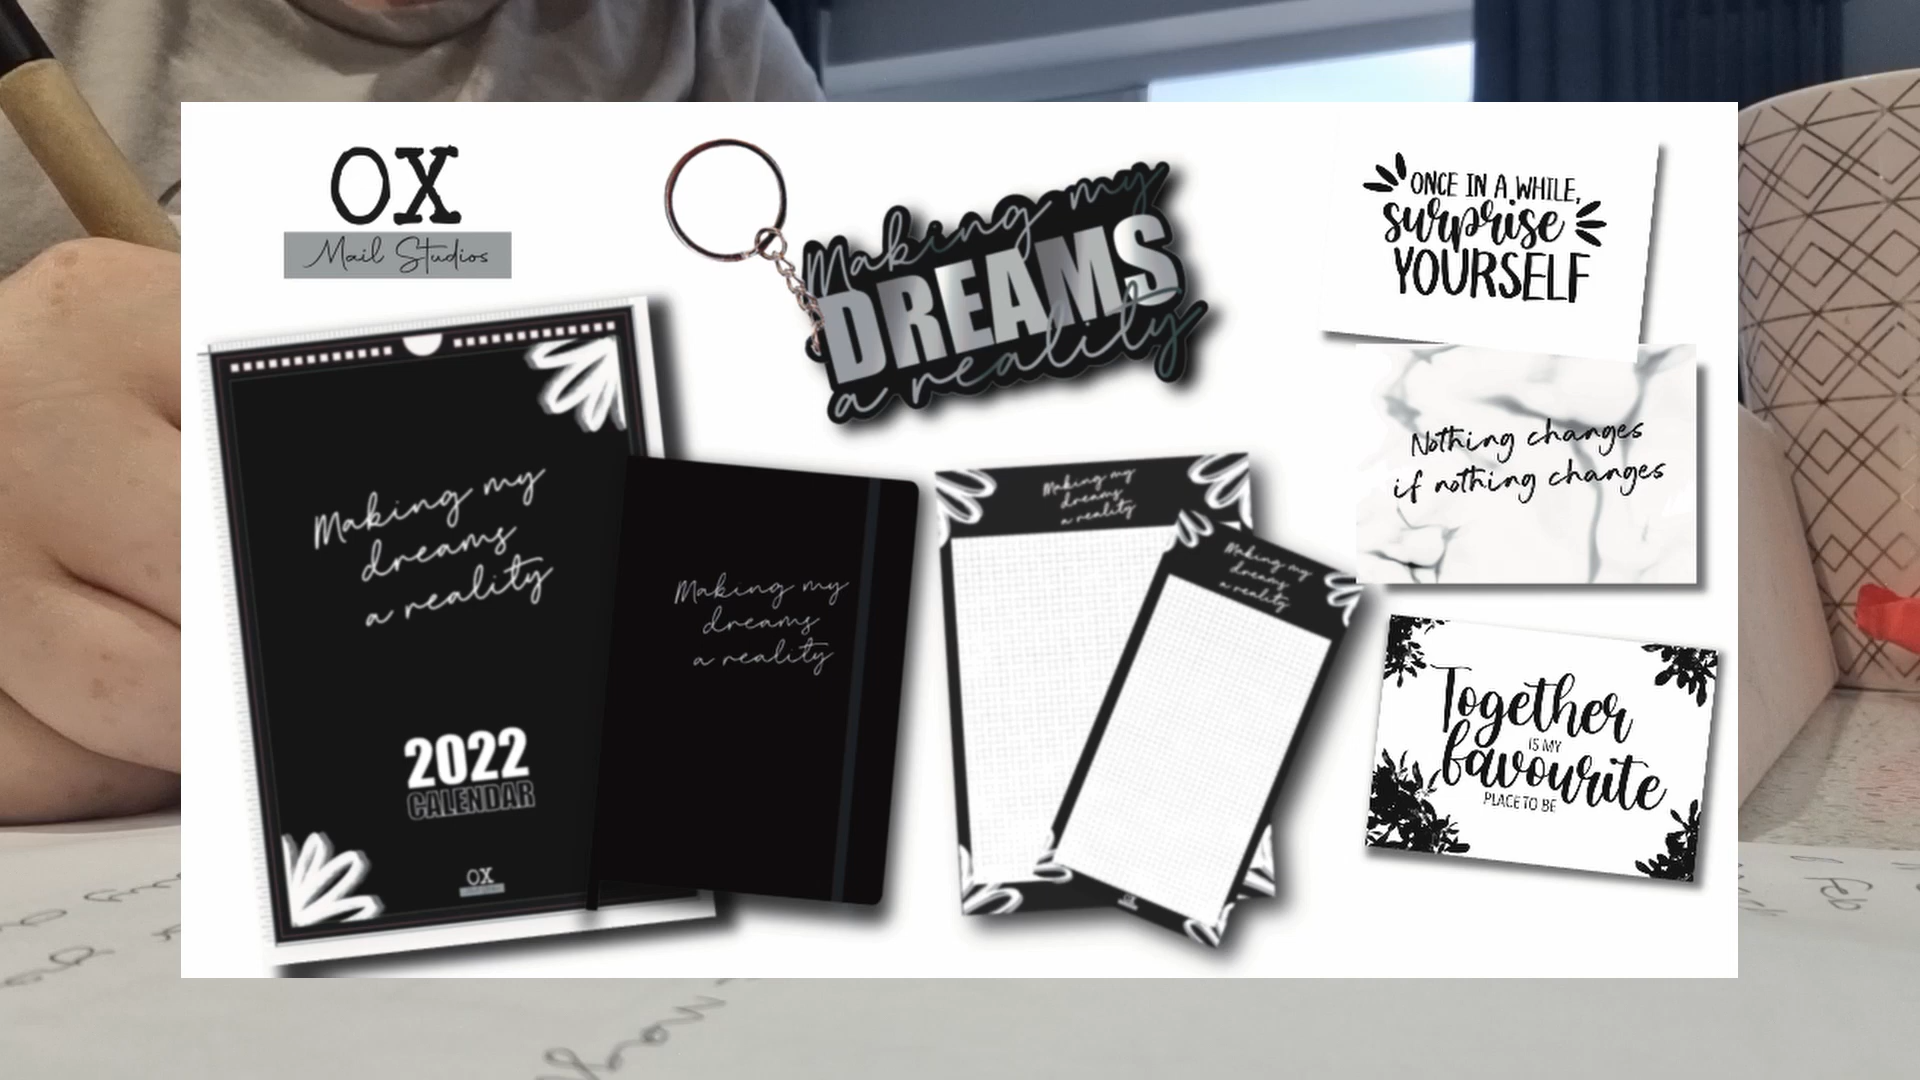 OX
Mail Studios
Making my
DREAMS
a reality
ONCE IN A WHILE,
surprise
YOURSELF
Nothing changes
if nothing changes
Together
IS MY
favourite
PLACE TO BE
Making my
dreams
a reality
2022
CALENDAR
OX
Making my
dreams
a reality
Making my
dreams
a reality
Making my
dreams
a reality